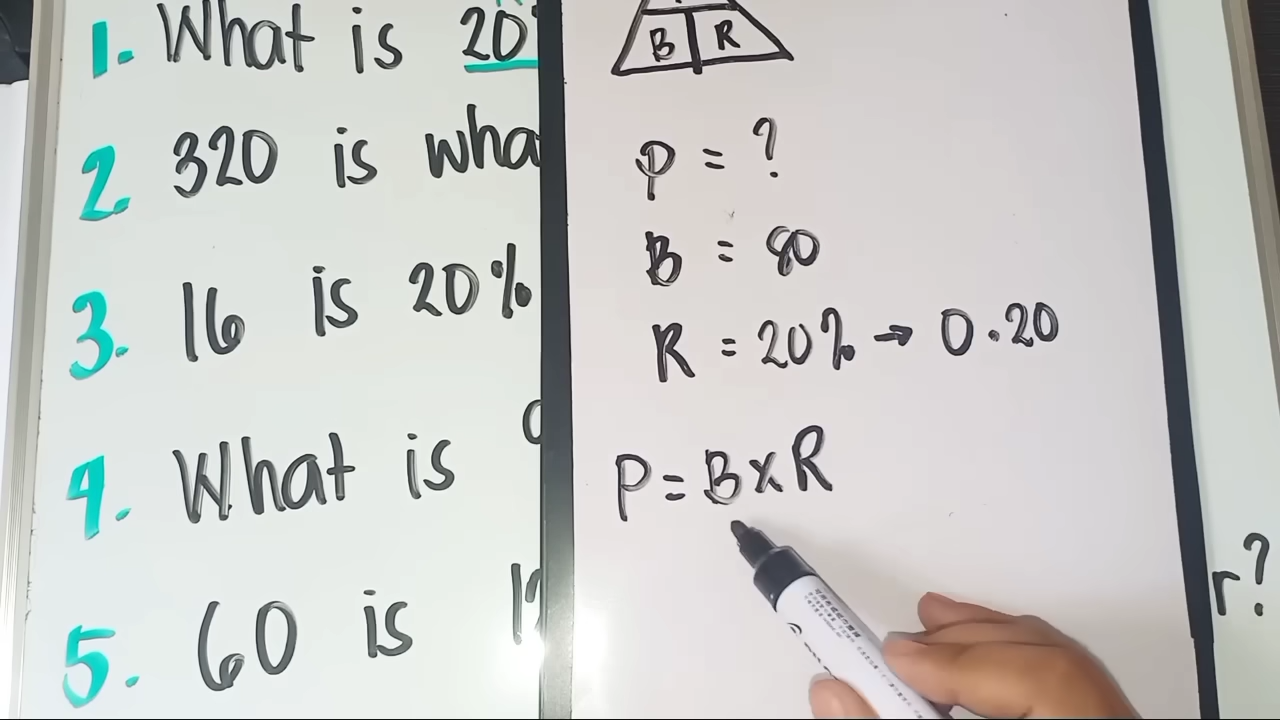 1. What is 20
2. 320 is wha
3. 16 is 20%
4. What is
5. 60 is
B R
P = ?
B = 80
R = 20% → 0.20
P = B x R
r?